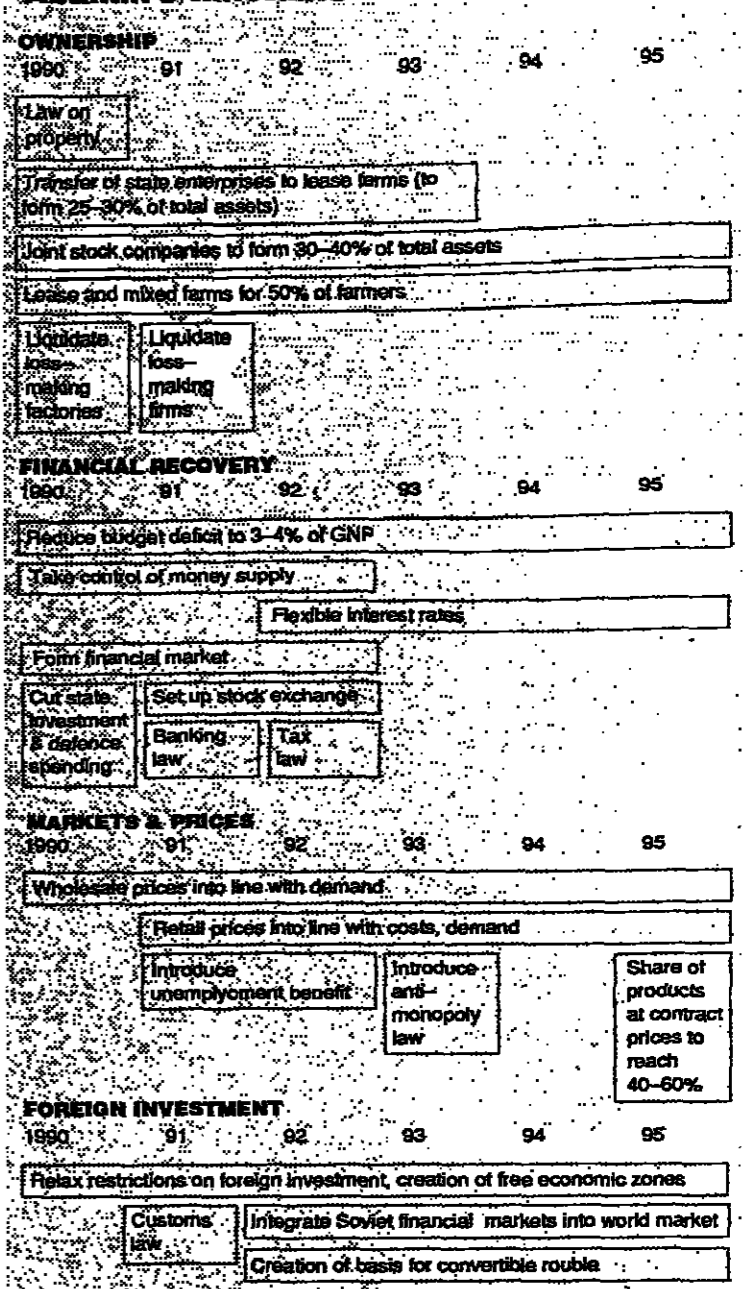 OWNERSHIP
1990 91 92 93 94 95
Law on
property
Transfer of state enterprises to lease farms (to
form 25–30% of total assets)
Joint stock companies to form 30–40% of total assets
Lease and mixed farms for 50% of farmers
Liquidate
loss–
making
factories
Liquidate
loss–
making
firms
FINANCIAL RECOVERY
1990 91 92 93 94 95
Reduce budget deficit to 3–4% of GNP
Take control of money supply
Flexible interest rates
Form financial market
Cut state
investment
& defence
spending
Set up stock exchange
Banking
law
Tax
law
MARKETS & PRICES
1990 91 92 93 94 95
Wholesale prices into line with demand
Retail prices into line with costs, demand
Introduce
unemplyoment benefit
Introduce
anti–
monopoly
law
Share of
products
at contract
prices to
reach
40–60%
FOREIGN INVESTMENT
1990 91 92 93 94 95
Relax restrictions on foreign investment, creation of free economic zones
Customs
law
Integrate Soviet financial markets into world market
Creation of basis for convertible rouble